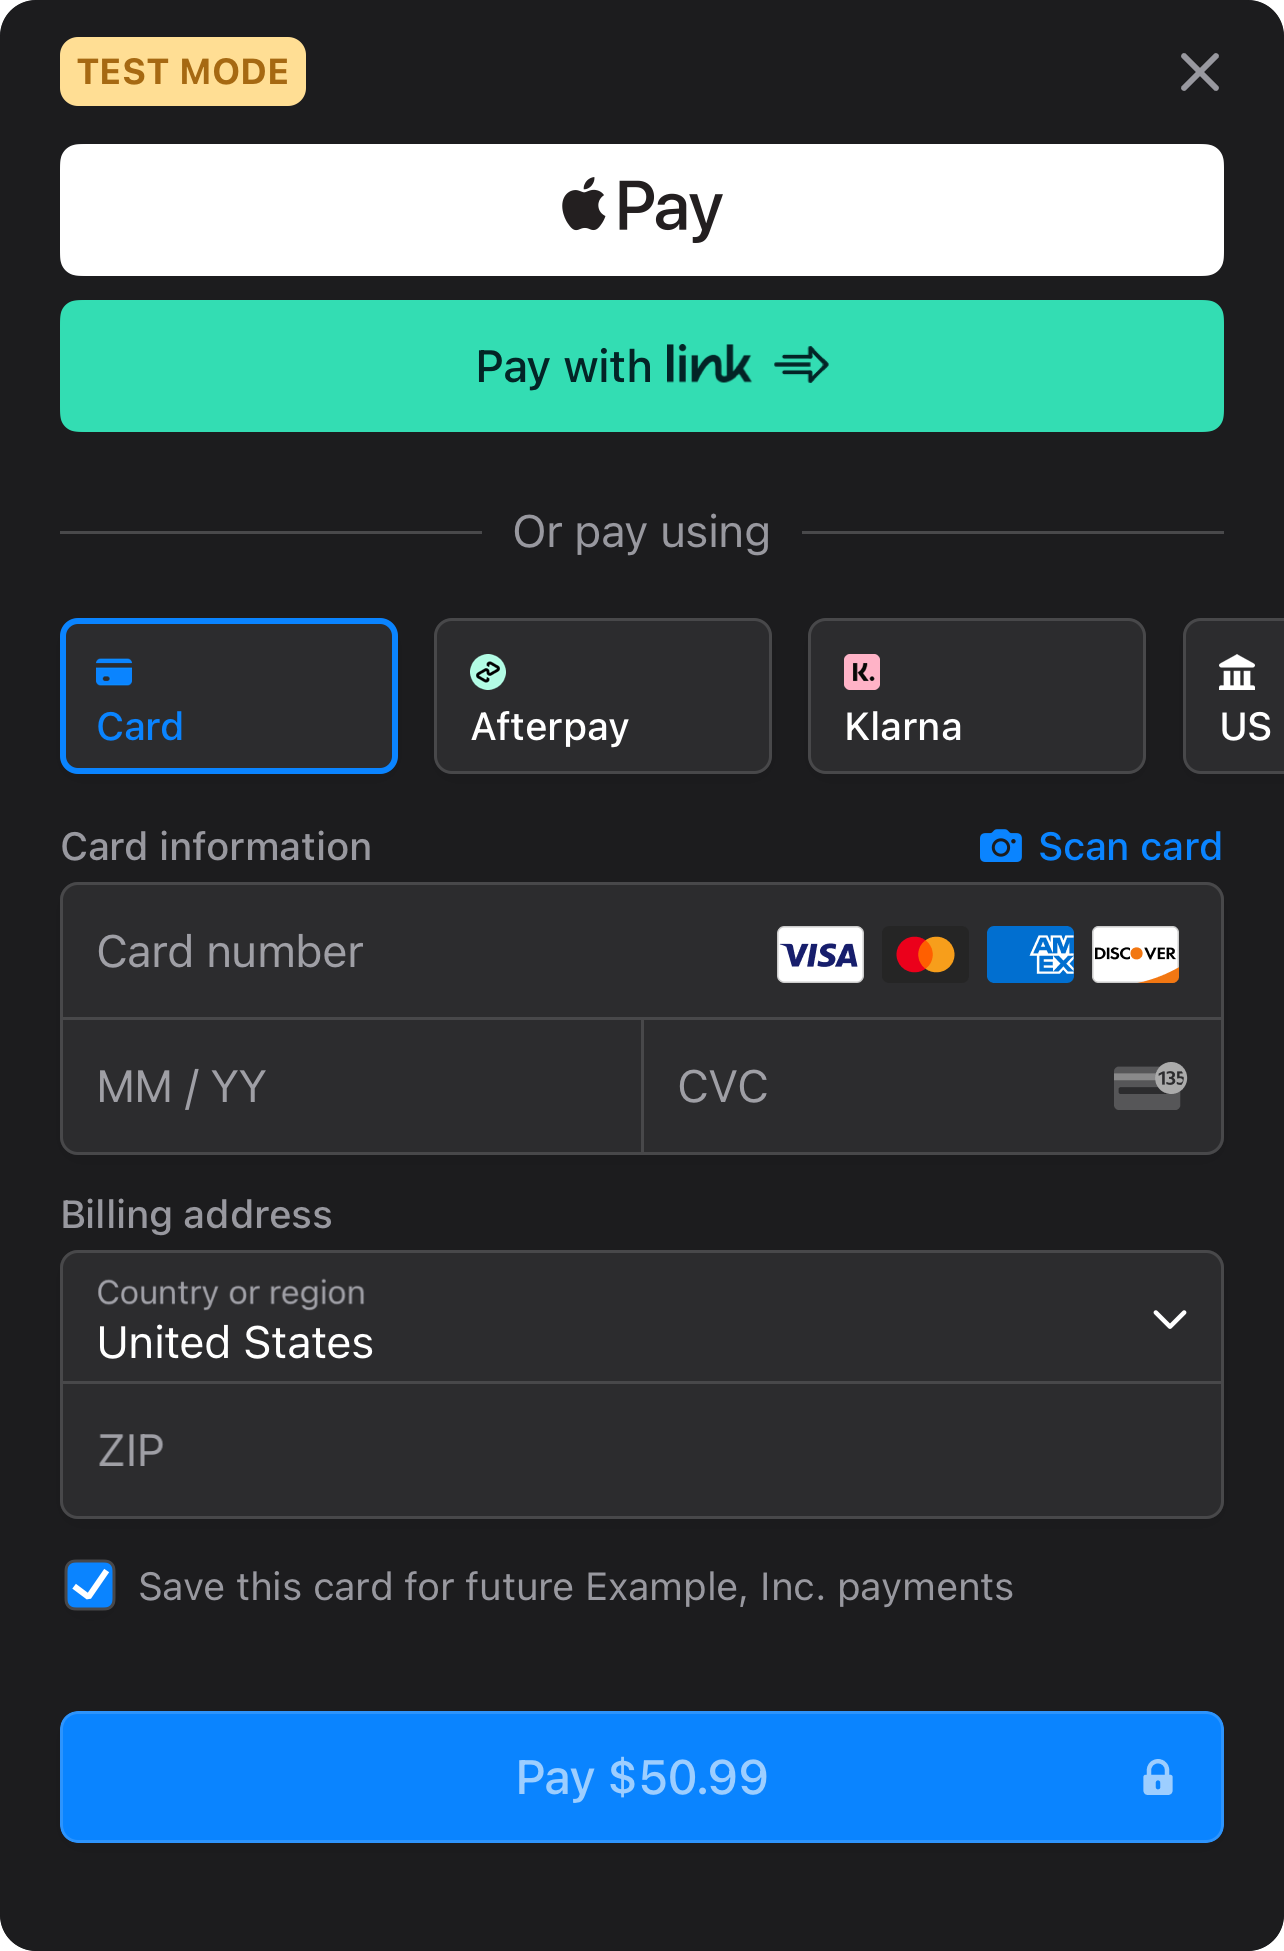 TEST MODE
Pay
Pay with link
Or pay using
Card
Afterpay
K.
Klarna
US
Card information
Scan card
Card number
VISA
AM
EX
DISCOVER
MM / YY
CVC
135
Billing address
Country or region
United States
ZIP
Save this card for future Example, Inc. payments
Pay $50.99